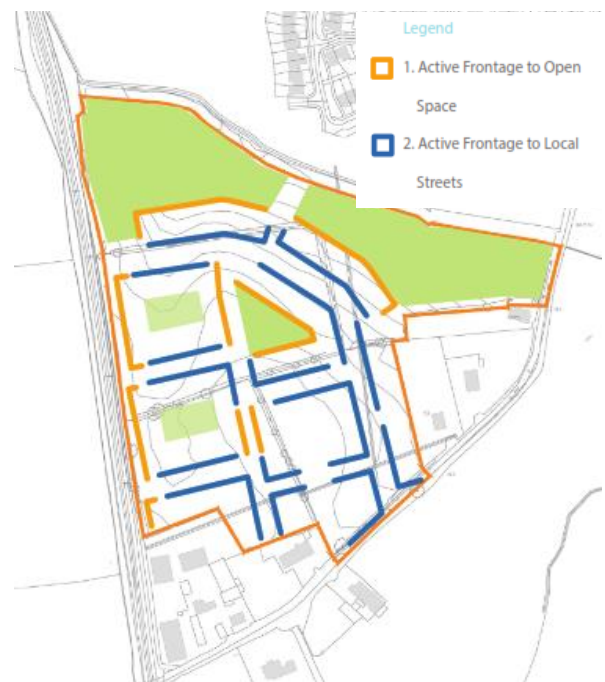 Legend
1. Active Frontage to Open
Space
2. Active Frontage to Local
Streets